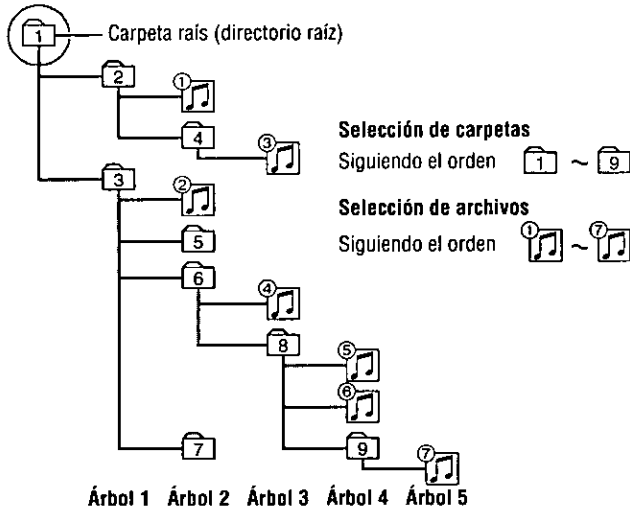 1 Carpeta raís (directorio raíz)
2 ①
4 ③
Selección de carpetas
Siguiendo el orden 1 ~ 9
3 ②
Selección de archivos
5
Siguiendo el orden ① ~ ⑦
6 ④
8 ⑤
⑥
7 9 ⑦
Árbol 1 Árbol 2 Árbol 3 Árbol 4 Árbol 5